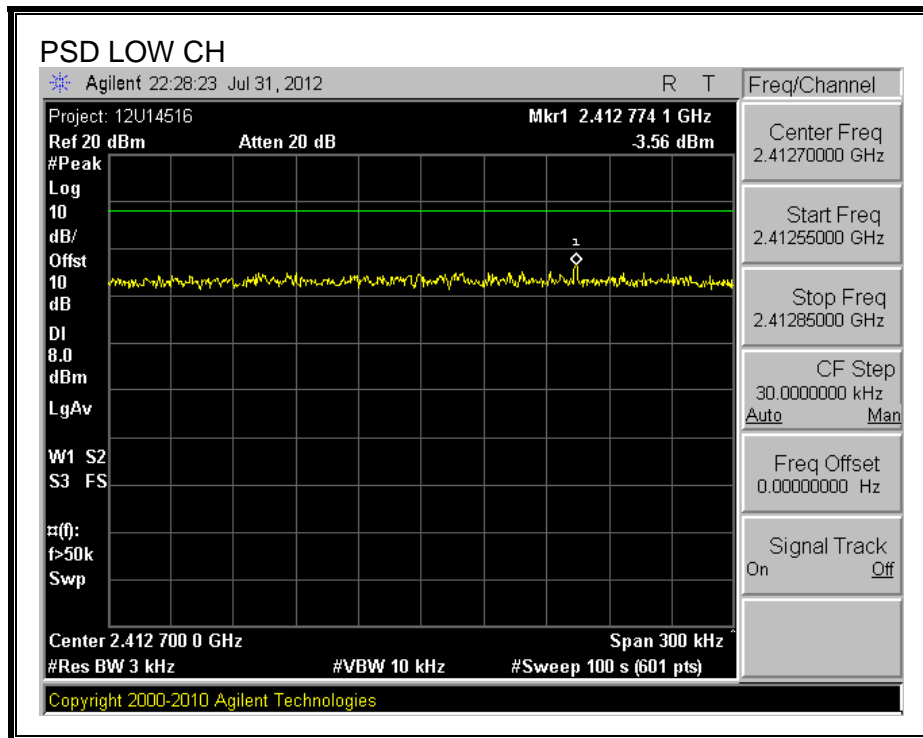 PSD LOW CH
Agilent 22:28:23 Jul 31, 2012 R T
Project: 12U14516 Mkr1 2.412 774 1 GHz
Ref 20 dBm Atten 20 dB -3.56 dBm
#Peak
Log
10
dB/
Offst
10
dB
DI
8.0
dBm
LgAv
W1 S2
S3 FS
¤(f):
f>50k
Swp
1
Center 2.412 700 0 GHz Span 300 kHz ^
#Res BW 3 kHz #VBW 10 kHz #Sweep 100 s (601 pts)
Copyright 2000-2010 Agilent Technologies
Freq/Channel
Center Freq
2.41270000 GHz
Start Freq
2.41255000 GHz
Stop Freq
2.41285000 GHz
CF Step
30.0000000 kHz
Auto Man
Freq Offset
0.00000000 Hz
Signal Track
On Off